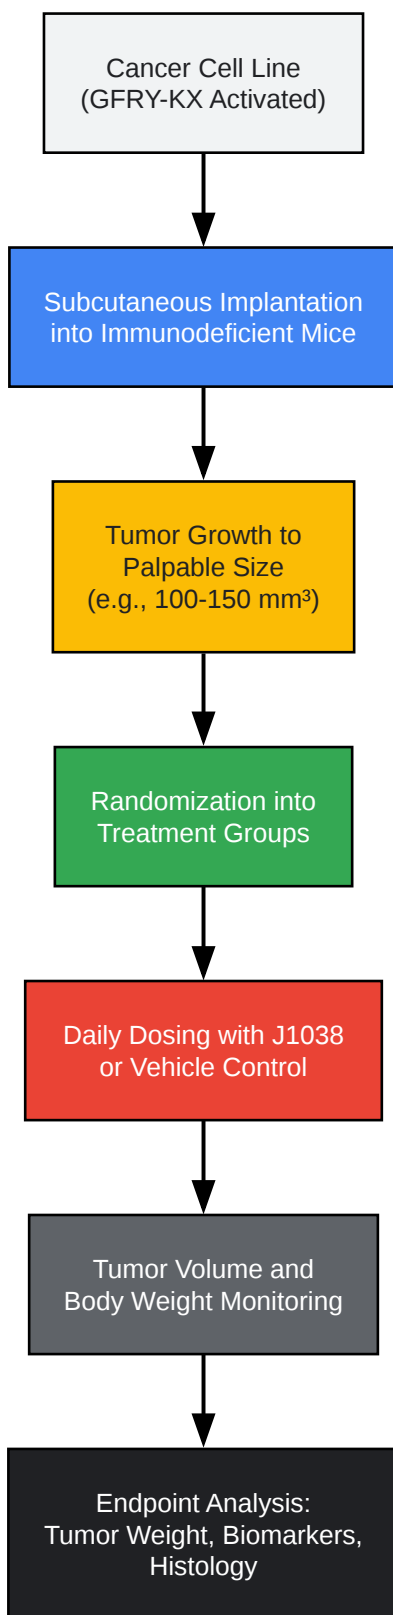 Cancer Cell Line
(GFRY-KX Activated)
Subcutaneous Implantation
into Immunodeficient Mice
Tumor Growth to
Palpable Size
(e.g., 100-150 mm³)
Randomization into
Treatment Groups
Daily Dosing with J1038
or Vehicle Control
Tumor Volume and
Body Weight Monitoring
Endpoint Analysis:
Tumor Weight, Biomarkers,
Histology